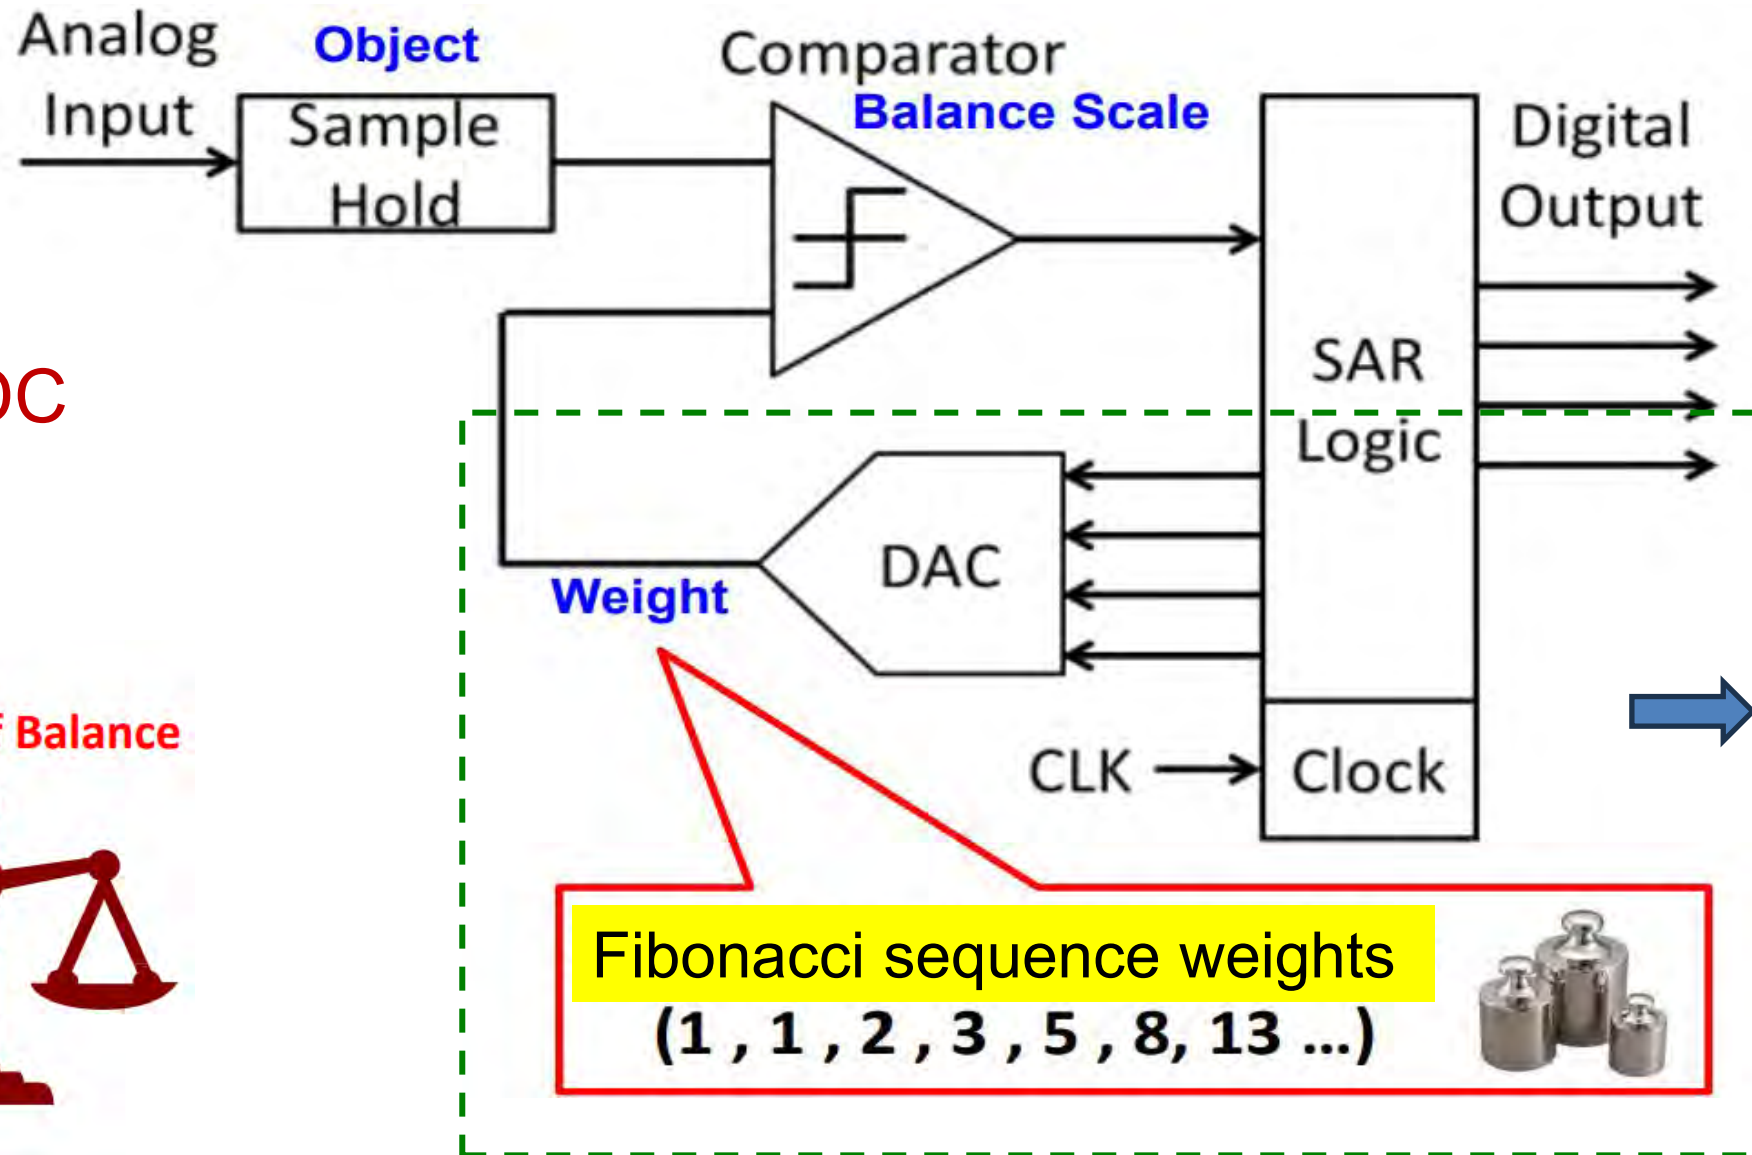 Analog
Input
Object
Sample
Hold
Comparator
Balance Scale
Digital
Output
SAR
Logic
DC
DAC
Weight
Balance
CLK
Clock
Fibonacci sequence weights
(1 , 1 , 2 , 3 , 5 , 8, 13 ...)